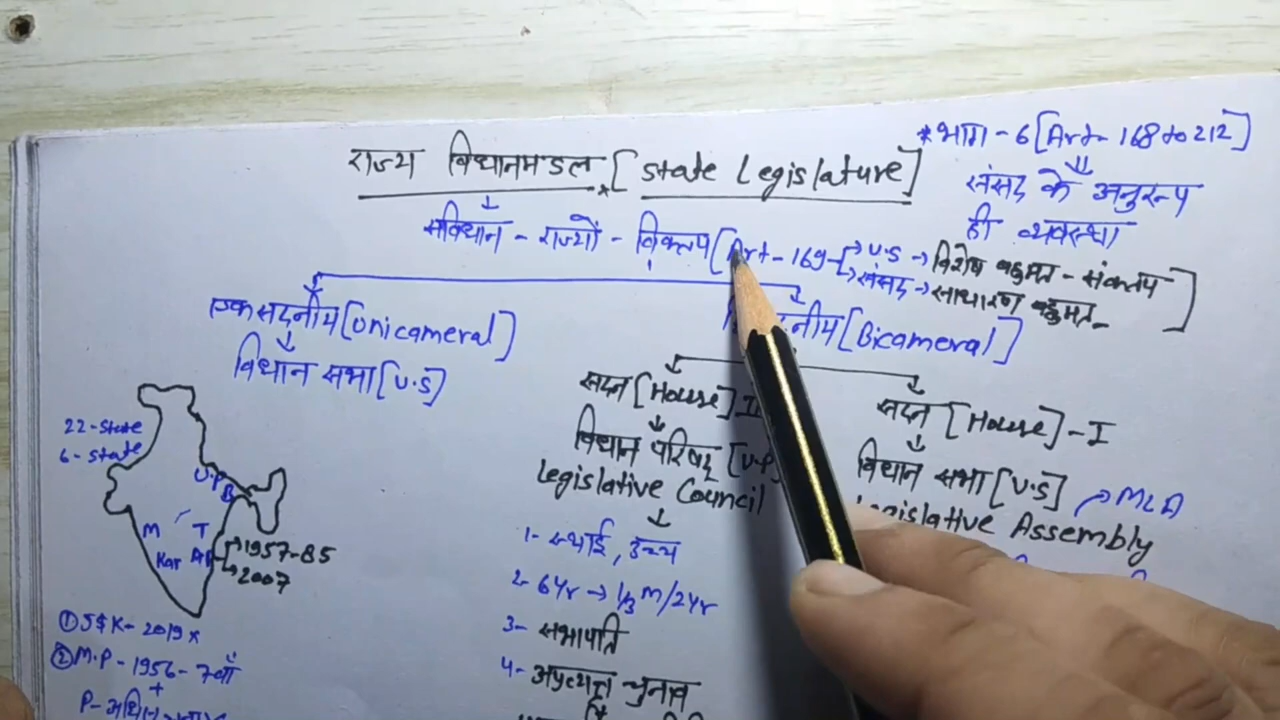 * भाग - 6 [Art - 168 to 212]
राज्य विधानमण्डल [State Legislature]
संसद के अनुरूप
ही व्यवस्था
संविधान - राज्यों - विकल्प [Art - 169
U.S → विशेष बहुमत - संकल्प
संसद → साधारण बहुमत
एकसदनीय [Unicameral]
नीय [Bicameral]
विधान सभा [U.S]
सदन [House]
सदन [House] - I
विधान परिषद [U.P
विधान सभा [U.S]
MLA
Legislative Council
Assembly
22 - State
6 - State
U.P
B
M
T
Kar
AP
1957-85
2007
1- स्थाई, उच्च
2- 6Yr → 1/3 M/2Yr
3- सभापति
4- अप्रत्यक्ष चुनाव
① J&K - 2019 x
② M.P - 1956 - 7वाँ
+